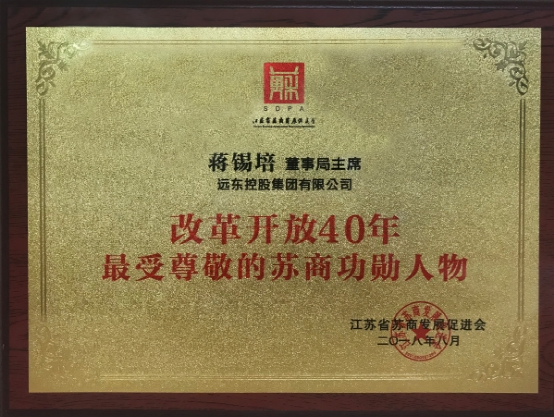 SDPA
蒋锡培 董事局主席
远东控股集团有限公司
改革开放40年
最受尊敬的苏商功勋人物
江苏省苏商发展促进会
二〇一八年八月